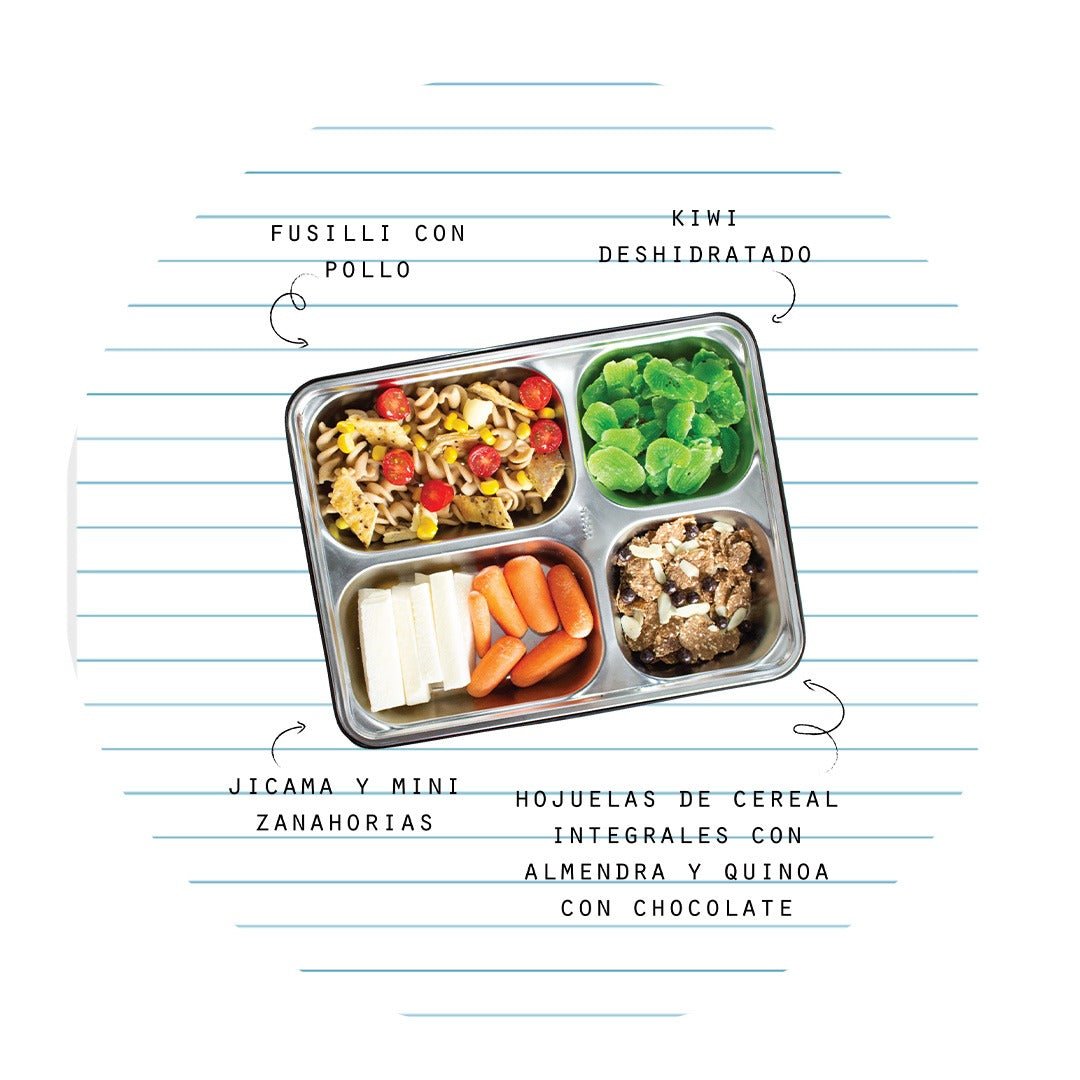 FUSILLI CON
POLLO
KIWI
DESHIDRATADO
JICAMA Y MINI
ZANAHORIAS
HOJUELAS DE CEREAL
INTEGRALES CON
ALMENDRA Y QUINOA
CON CHOCOLATE